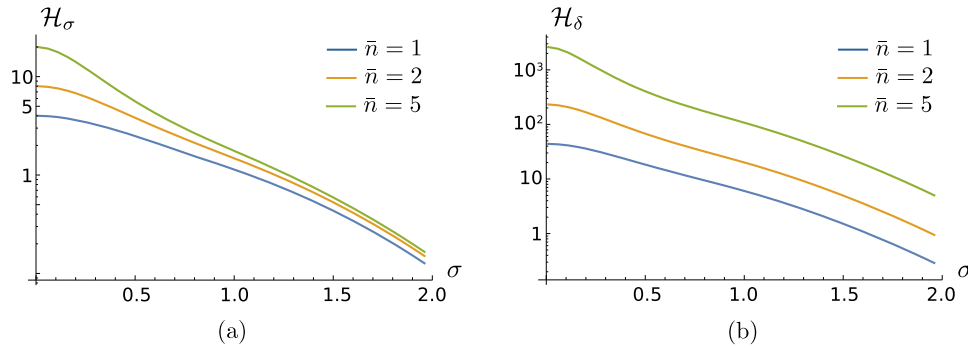 ℋσ
n̄ = 1
n̄ = 2
n̄ = 5
10
5
1
0.5 1.0 1.5 2.0 σ
(a)
ℋδ
n̄ = 1
n̄ = 2
n̄ = 5
10³
10²
10
1
0.5 1.0 1.5 2.0 σ
(b)